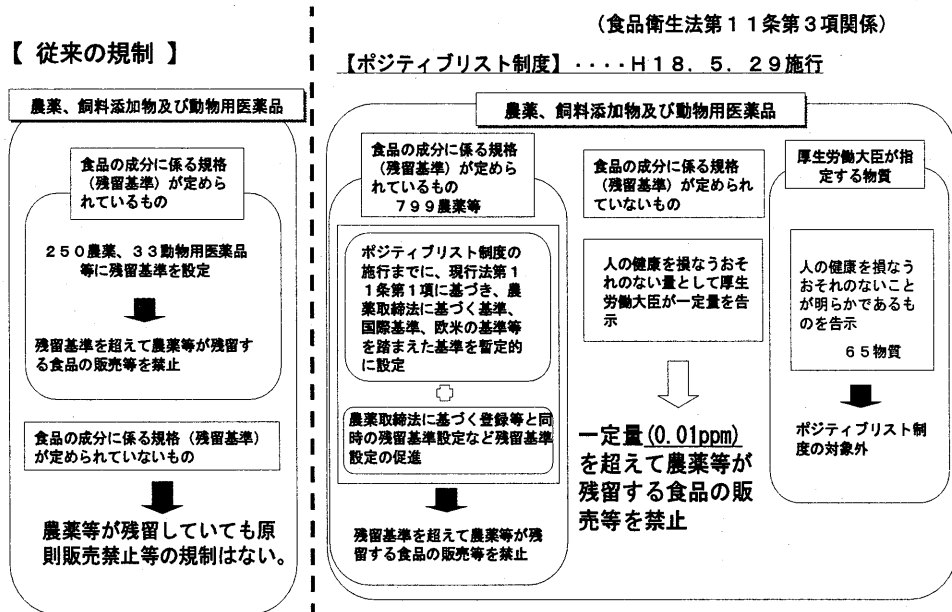 (食品衛生法第11条第3項関係)
【 従来の規制 】
【ポジティブリスト制度】・・・・H18.5.29施行
農薬、飼料添加物及び動物用医薬品
食品の成分に係る規格
(残留基準)が定めら
れているもの
250農薬、33動物用医薬品
等に残留基準を設定
残留基準を超えて農薬等が残留す
る食品の販売等を禁止
食品の成分に係る規格(残留基準)
が定められていないもの
農薬等が残留していても原
則販売禁止等の規制はない。
農薬、飼料添加物及び動物用医薬品
食品の成分に係る規格
(残留基準)が定めら
れているもの
799農薬等
ポジティブリスト制度の
施行までに、現行法第1
1条第1項に基づき、農
薬取締法に基づく基準、
国際基準、欧米の基準等
を踏まえた基準を暫定的
に設定
農薬取締法に基づく登録等と同
時の残留基準設定など残留基準
設定の促進
残留基準を超えて農薬等が残
留する食品の販売等を禁止
食品の成分に係る規格
(残留基準)が定められ
ていないもの
人の健康を損なうおそ
れのない量として厚生
労働大臣が一定量を告
示
一定量(0.01ppm)
を超えて農薬等が
残留する食品の販
売等を禁止
厚生労働大臣が指
定する物質
人の健康を損なう
おそれのないこと
が明らかであるも
のを告示
65物質
ポジティブリスト制
度の対象外